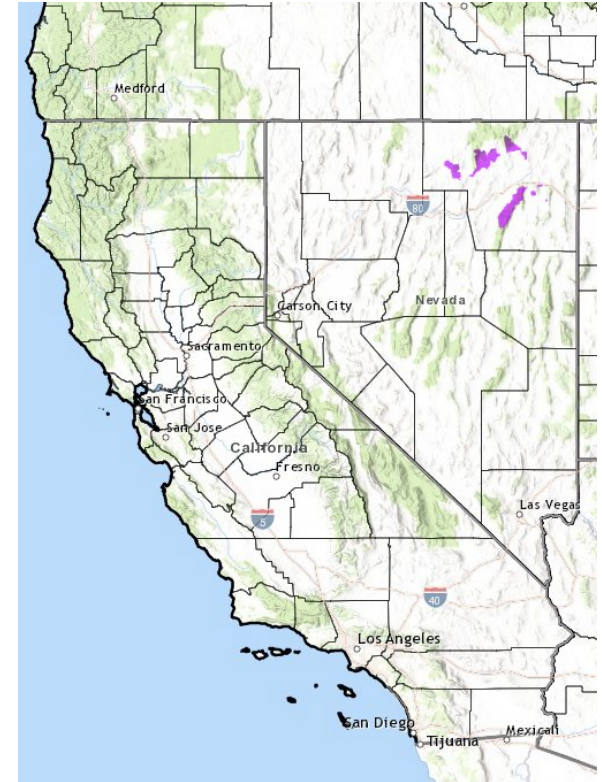 Medford
80
Carson City
Nevada
Sacramento
San Francisco
San Jose
California
Fresno
Las Vegas
5
40
Los Angeles
San Diego
Tijuana
Mexicali